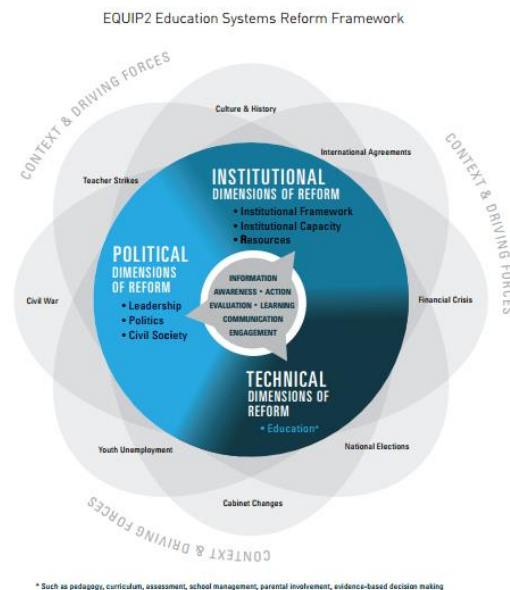 EQUIP2 Education Systems Reform Framework
CONTEXT & DRIVING FORCES
CONTEXT & DRIVING FORCES
Culture & History
International Agreements
Teacher Strikes
INSTITUTIONAL
DIMENSIONS OF REFORM
• Institutional Framework
• Institutional Capacity
• Resources
POLITICAL
DIMENSIONS
OF REFORM
• Leadership
• Politics
• Civil Society
INFORMATION
AWARENESS • ACTION
EVALUATION • LEARNING
COMMUNICATION
ENGAGEMENT
Civil War
Financial Crisis
TECHNICAL
DIMENSIONS OF
REFORM
• Education*
Youth Unemployment
National Elections
Cabinet Changes
CONTEXT & DRIVING FORCES
* Such as pedagogy, curriculum, assessment, school management, parental involvement, evidence-based decision making